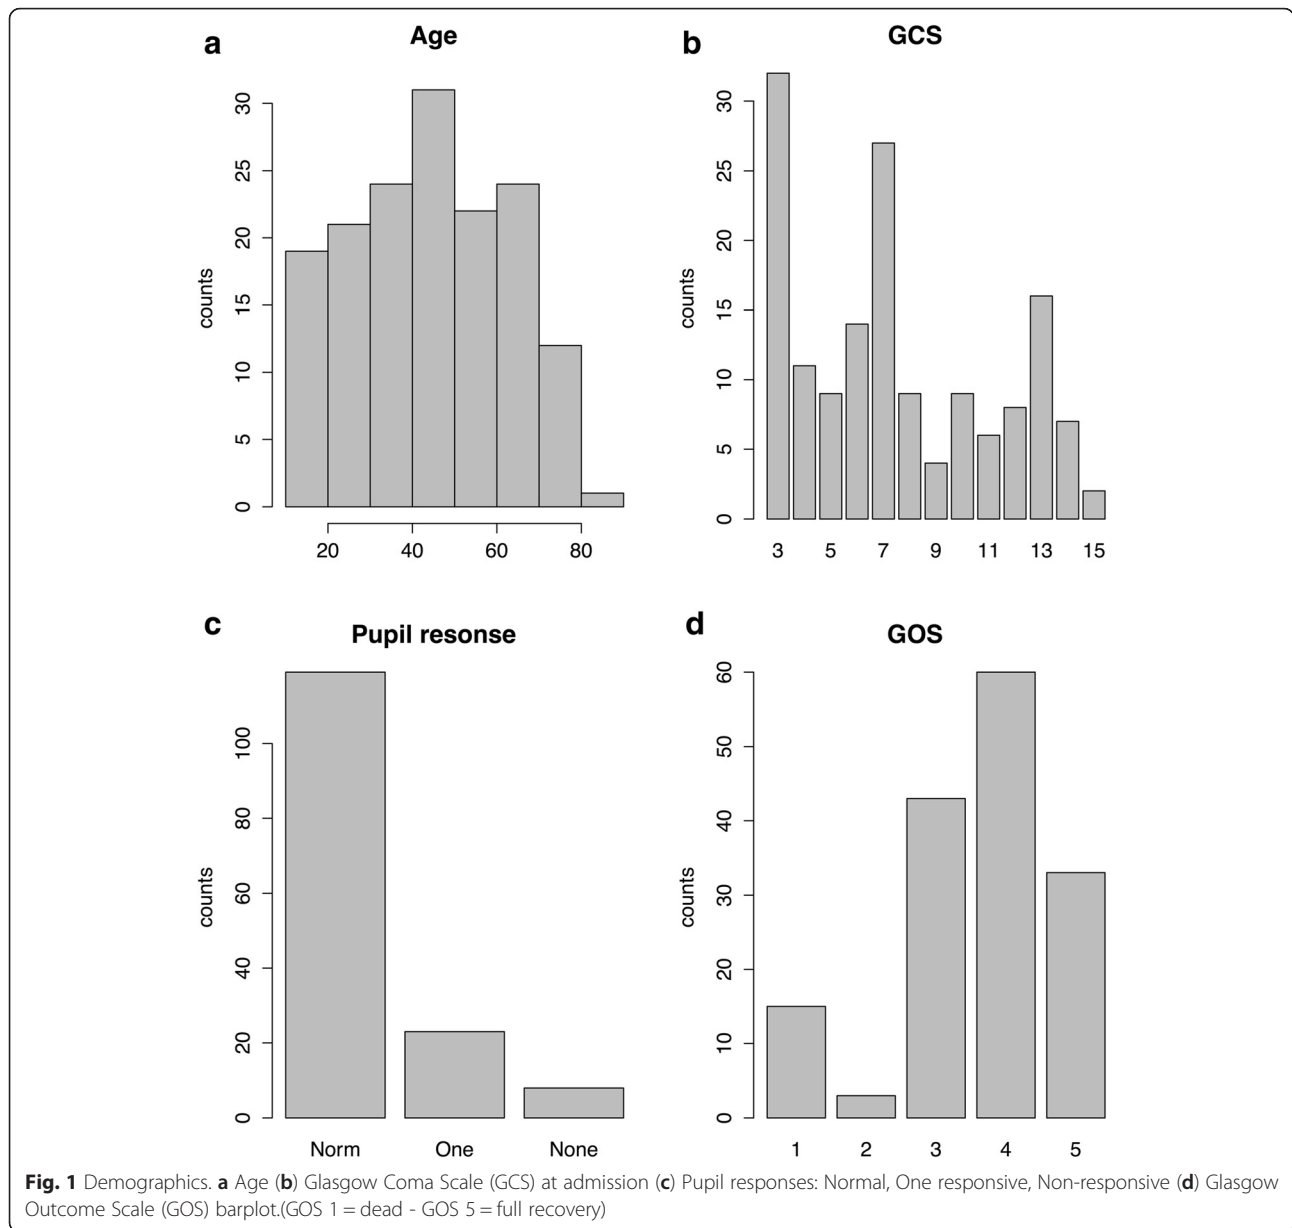 a
Age
counts
0
5
10
15
20
25
30
20
40
60
80
b
GCS
counts
0
5
10
15
20
25
30
3
5
7
9
11
13
15
c
Pupil resonse
counts
0
20
40
60
80
100
Norm
One
None
d
GOS
counts
0
10
20
30
40
50
60
1
2
3
4
5
Fig. 1 Demographics. a Age (b) Glasgow Coma Scale (GCS) at admission (c) Pupil responses: Normal, One responsive, Non-responsive (d) Glasgow
Outcome Scale (GOS) barplot.(GOS 1 = dead - GOS 5 = full recovery)